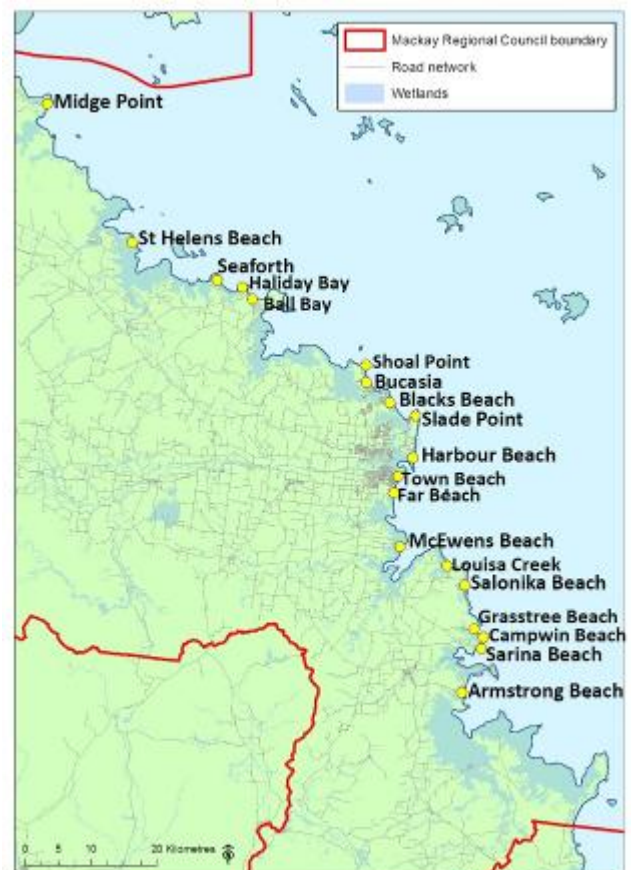 Mackay Regional Council boundary
Road network
Wetlands
Midge Point
St Helens Beach
Seaforth
Haliday Bay
Ball Bay
Shoal Point
Bucasia
Blacks Beach
Slade Point
Harbour Beach
Town Beach
Far Beach
McEwens Beach
Louisa Creek
Salonika Beach
Grasstree Beach
Campwin Beach
Sarina Beach
Armstrong Beach
0 5 10 20 Kilometres